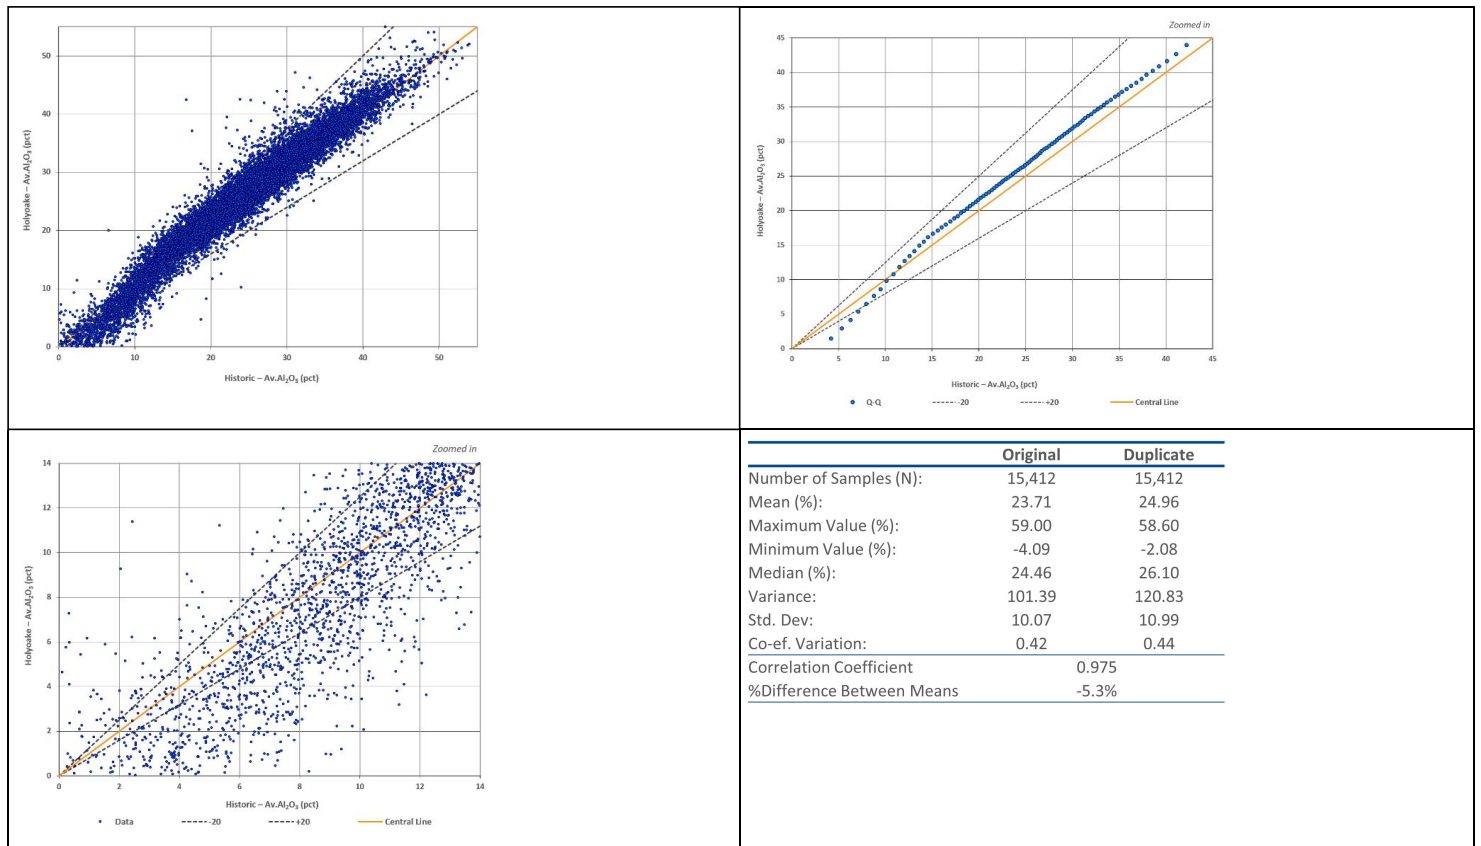 50
40
30
20
10
0
0 10 20 30 40 50
Holyoake – Av.Al₂O₃ (pct)
Historic – Av.Al₂O₃ (pct)
Zoomed in
45
40
35
30
25
20
15
10
5
0
0 5 10 15 20 25 30 35 40 45
Holyoake – Av.Al₂O₃ (pct)
Historic – Av.Al₂O₃ (pct)
Q-Q -20 +20 Central Line
Zoomed in
14
12
10
8
6
4
2
0
0 2 4 6 8 10 12 14
Holyoake – Av.Al₂O₃ (pct)
Historic – Av.Al₂O₃ (pct)
Data -20 +20 Central Line
Original Duplicate
Number of Samples (N): 15,412 15,412
Mean (%): 23.71 24.96
Maximum Value (%): 59.00 58.60
Minimum Value (%): -4.09 -2.08
Median (%): 24.46 26.10
Variance: 101.39 120.83
Std. Dev: 10.07 10.99
Co-ef. Variation: 0.42 0.44
Correlation Coefficient 0.975
%Difference Between Means -5.3%